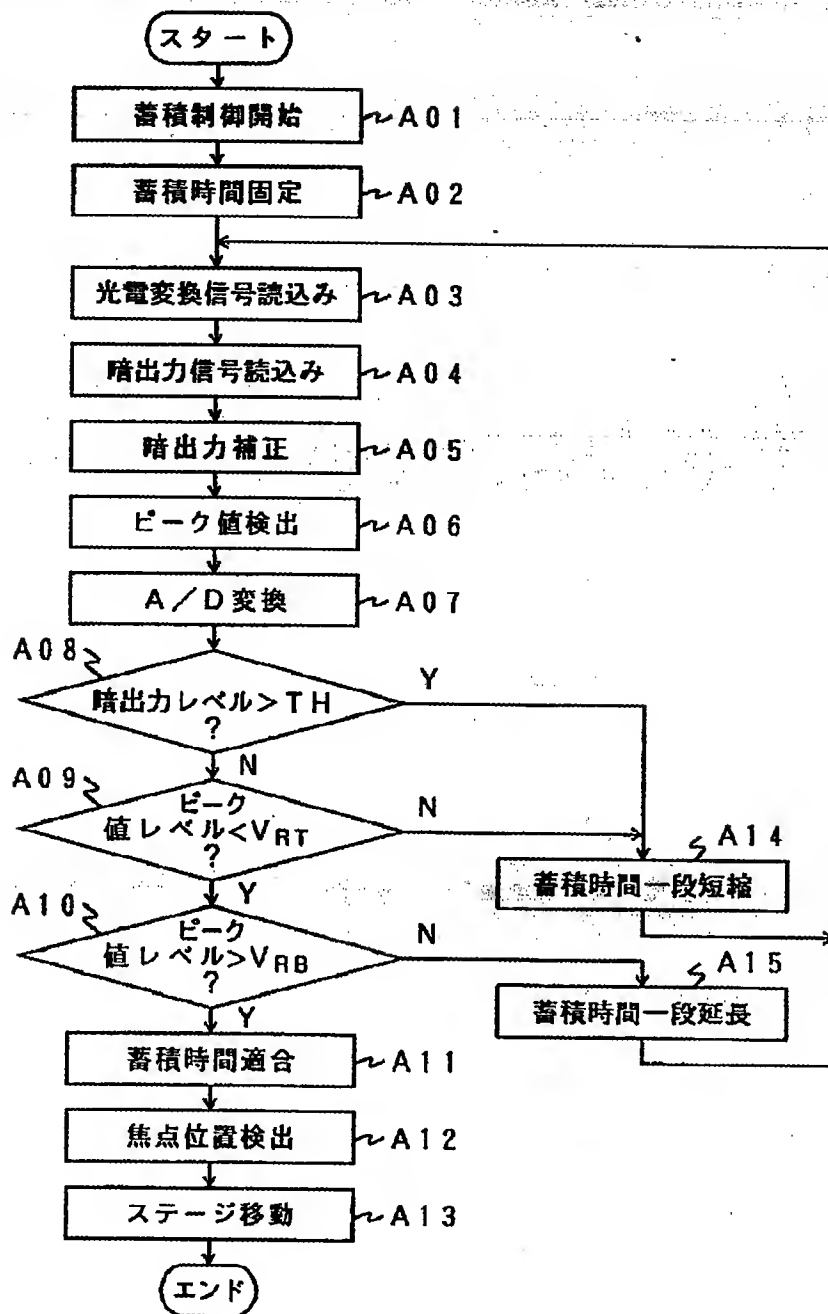 スタート
蓄積制御開始 A01
蓄積時間固定 A02
光電変換信号読込み A03
暗出力信号読込み A04
暗出力補正 A05
ピーク値検出 A06
A/D変換 A07
A08
暗出力レベル>TH
?
Y
N
A09
ピーク
値レベル<VRT
?
N
Y
A14
蓄積時間一段短縮
A10
ピーク
値レベル>VRB
?
N
Y
A15
蓄積時間一段延長
蓄積時間適合 A11
焦点位置検出 A12
ステージ移動 A13
エンド